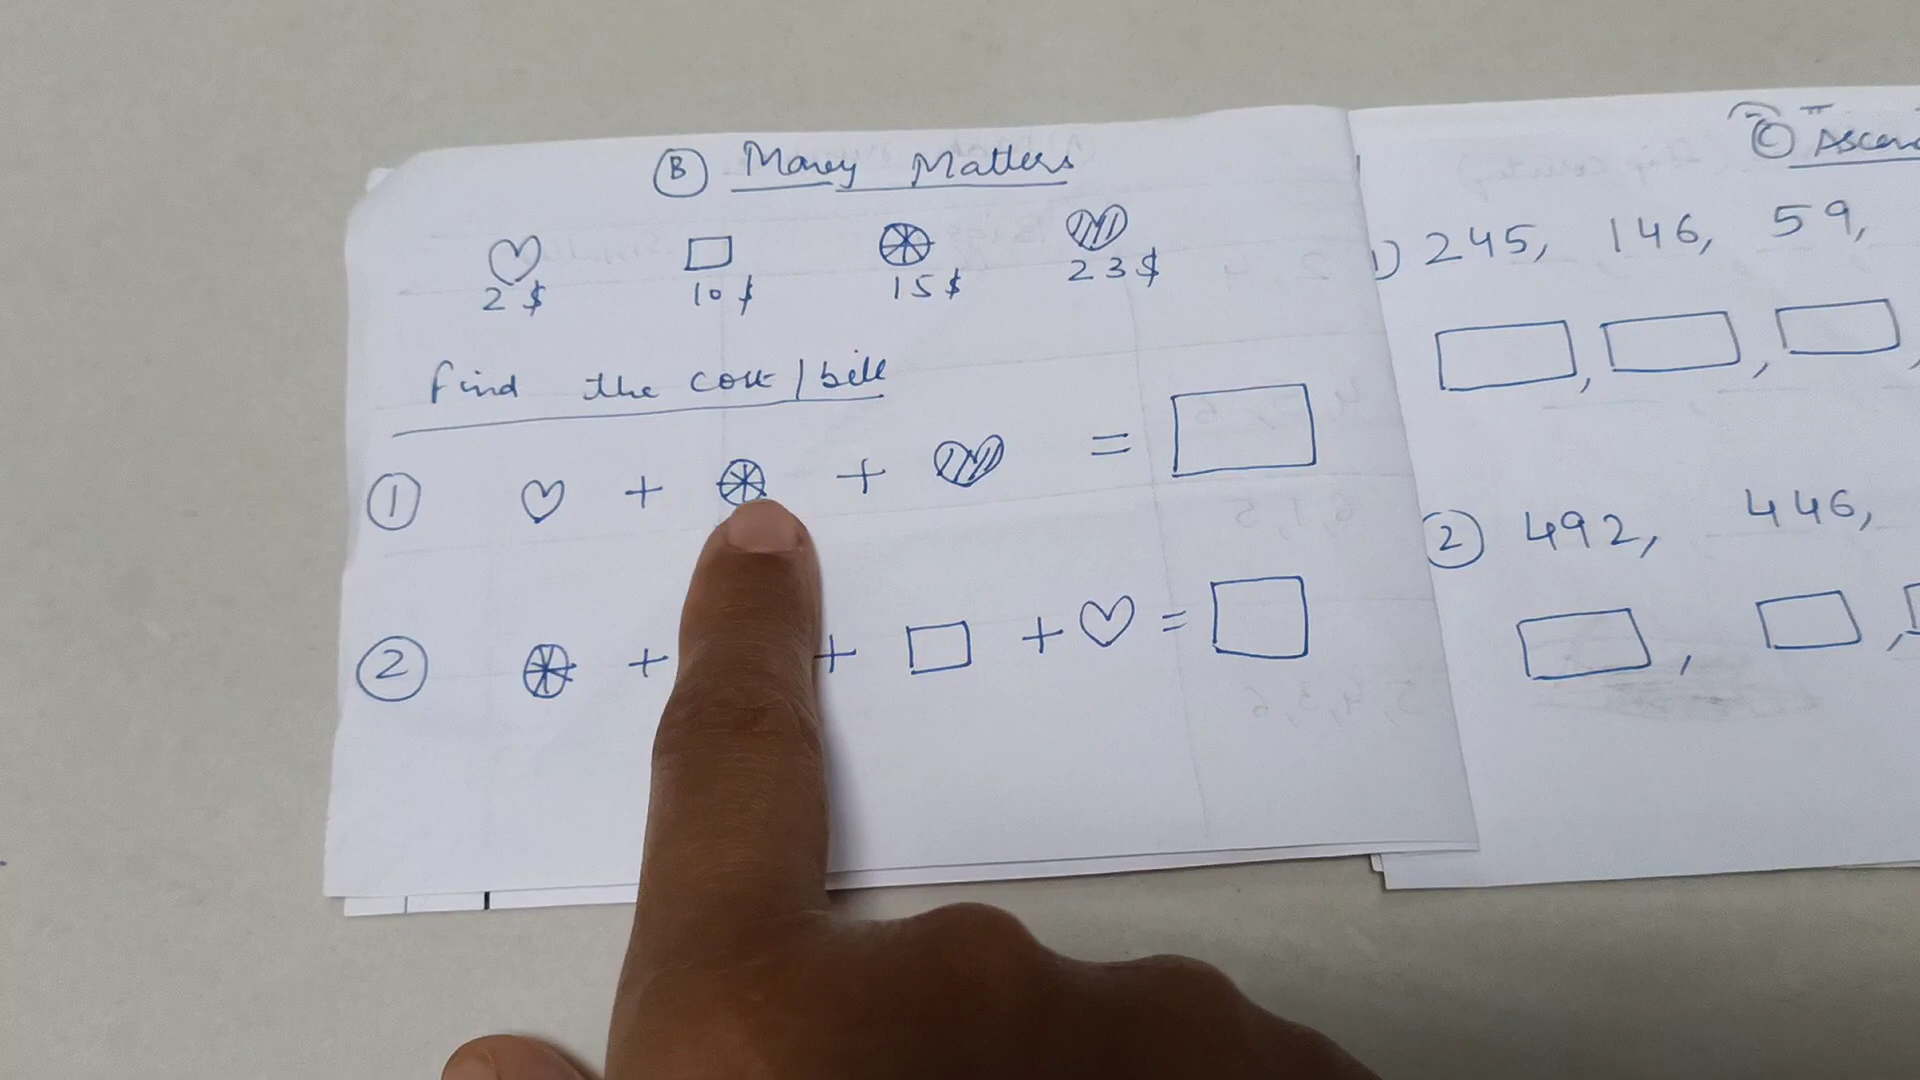 B Money Matters
2 $ 10 $ 15 $ 23 $
Find the cost / bill
1 + + =
2 + + + =
C Ascen
1) 245, 146, 59,
, ,
2 492, 446,
, ,